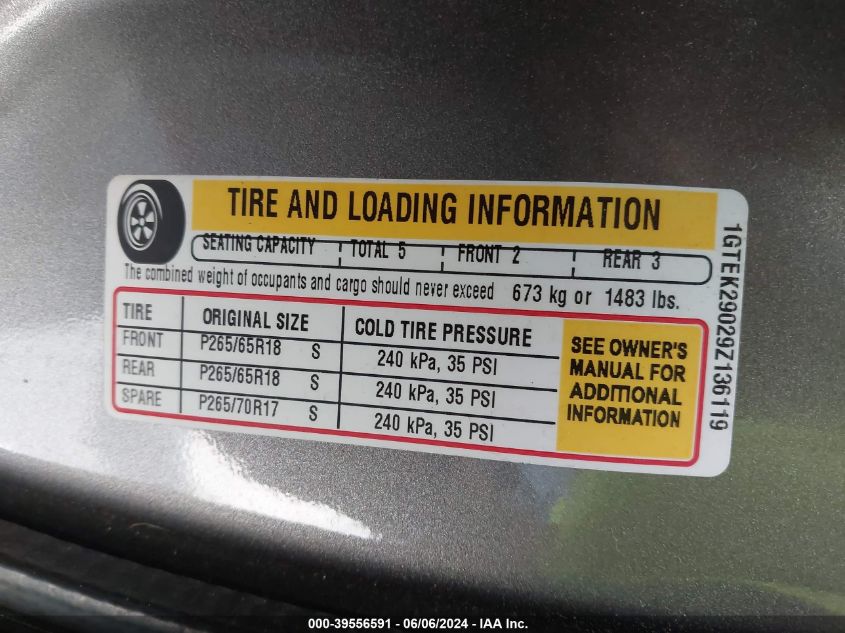 TIRE AND LOADING INFORMATION
SEATING CAPACITY TOTAL 5 FRONT 2 REAR 3
The combined weight of occupants and cargo should never exceed 673 kg or 1483 lbs.
TIRE ORIGINAL SIZE COLD TIRE PRESSURE
FRONT P265/65R18 S 240 kPa, 35 PSI
REAR P265/65R18 S 240 kPa, 35 PSI
SPARE P265/70R17 S 240 kPa, 35 PSI
SEE OWNER'S
MANUAL FOR
ADDITIONAL
INFORMATION
1GTEK29029Z136119
000-39556591 - 06/06/2024 - IAA Inc.